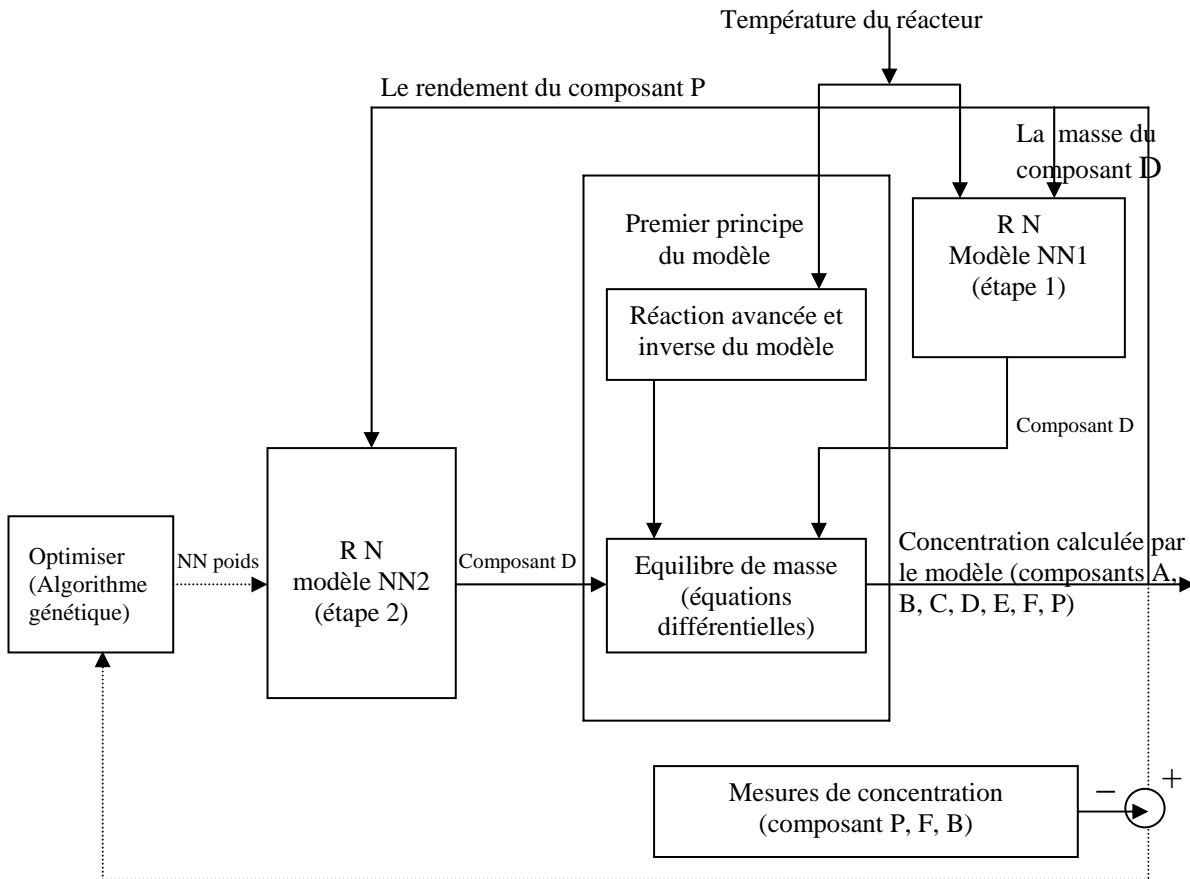 Température du réacteur
Le rendement du composant P
La masse du
composant D
Premier principe
du modèle
R N
Modèle NN1
(étape 1)
Réaction avancée et
inverse du modèle
Composant D
Optimiser
(Algorithme
génétique)
NN poids
R N
modèle NN2
(étape 2)
Composant D
Equilibre de masse
(équations
différentielles)
Concentration calculée par
le modèle (composants A,
B, C, D, E, F, P)
Mesures de concentration
(composant P, F, B)
− +